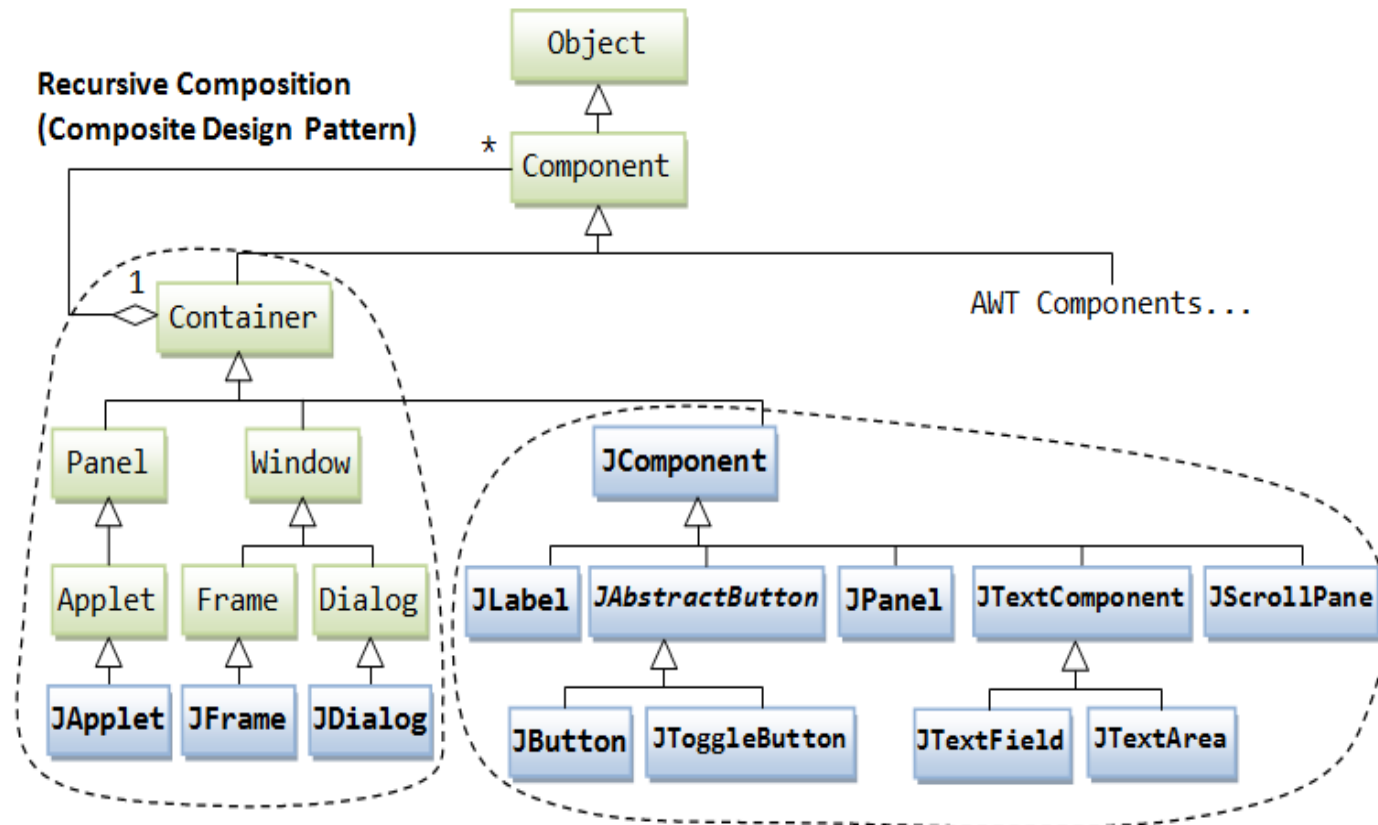 Object
Recursive Composition
(Composite Design Pattern)
*
Component
1
Container
AWT Components...
Panel
Window
JComponent
Applet
Frame
Dialog
JLabel
JAbstractButton
JPanel
JTextComponent
JScrollPane
JApplet
JFrame
JDialog
JButton
JToggleButton
JTextField
JTextArea